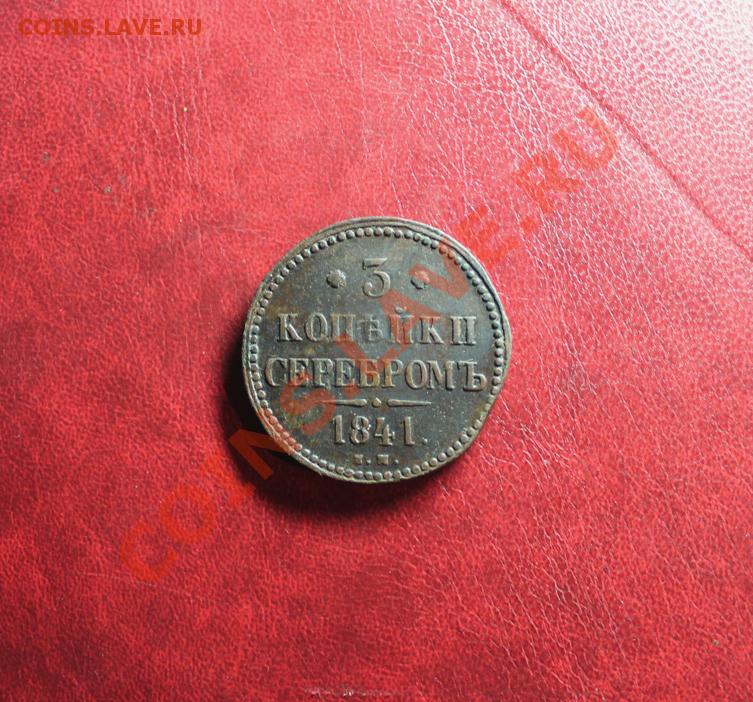 COINS.LAVE.RU
3
КОПѢЙКИ
СЕРЕБРОМЪ
1841.
COINS.LAVE.RU